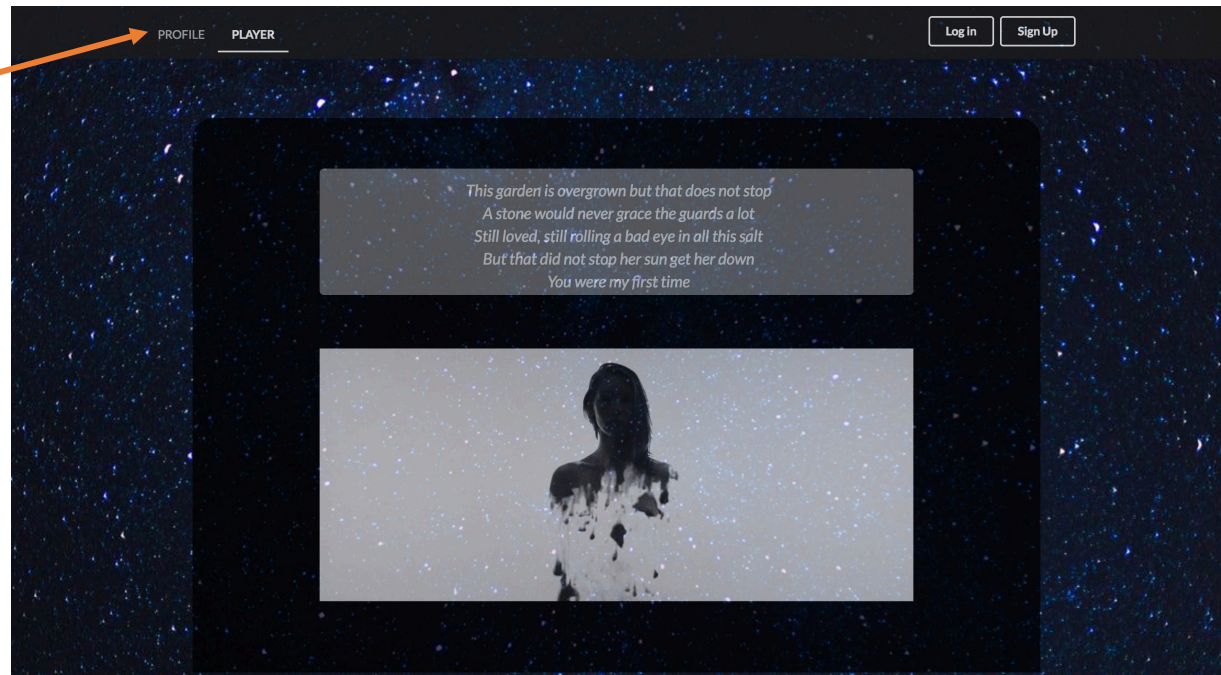 PROFILE PLAYER Log in Sign Up
This garden is overgrown but that does not stop
A stone would never grace the guards a lot
Still loved, still rolling a bad eye in all this salt
But that did not stop her sun get her down
You were my first time